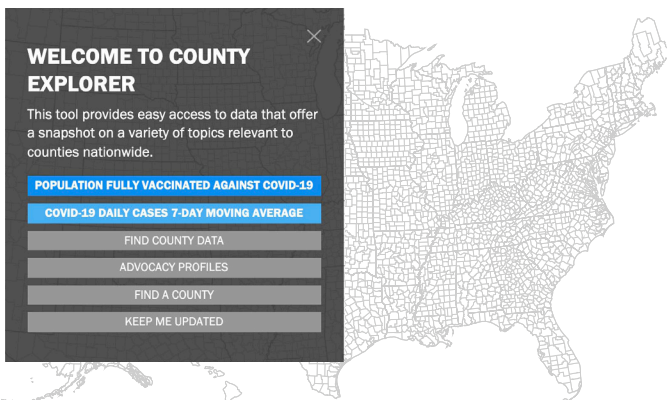 WELCOME TO COUNTY
EXPLORER
This tool provides easy access to data that offer
a snapshot on a variety of topics relevant to
counties nationwide.
POPULATION FULLY VACCINATED AGAINST COVID-19
COVID-19 DAILY CASES 7-DAY MOVING AVERAGE
FIND COUNTY DATA
ADVOCACY PROFILES
FIND A COUNTY
KEEP ME UPDATED